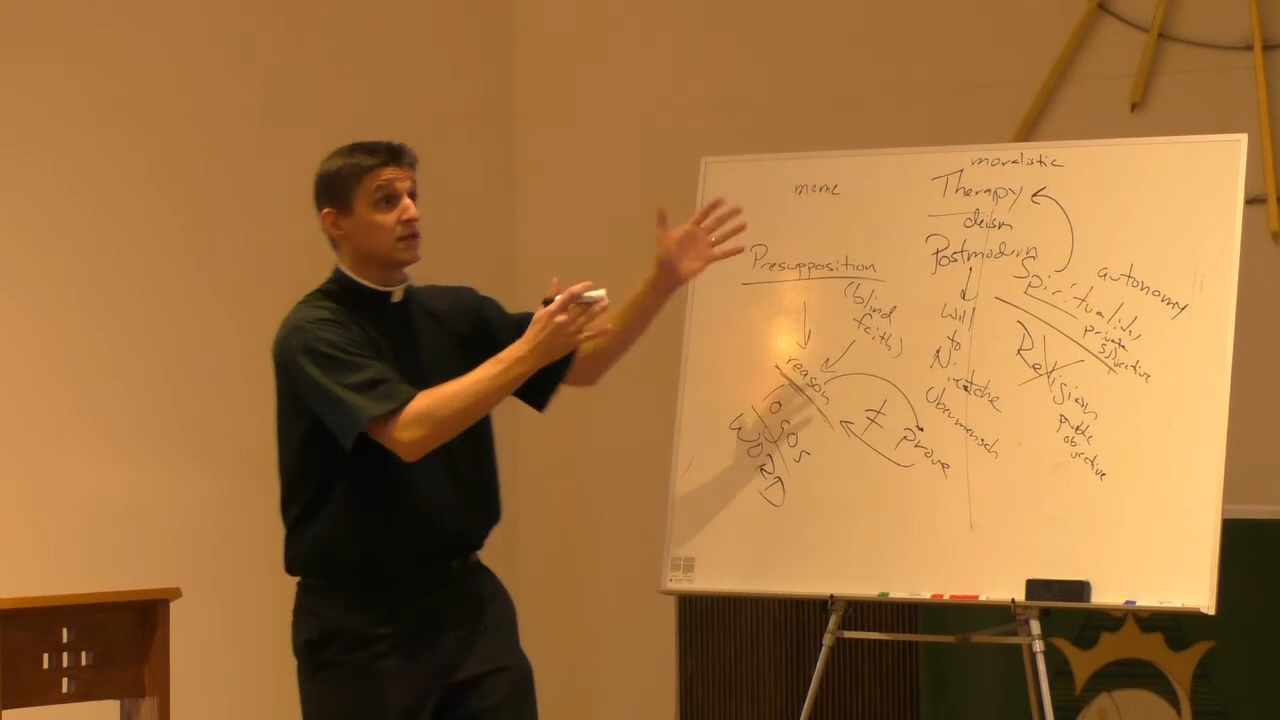 meme
Presupposition
(blind
faith)
reason
logos
WORD
≠ prove
moralistic
Therapy
deism
Postmodern
will
to
Nietzche
Ubermensch
Spirituality
autonomy
private
subjective
Religion
public
objective